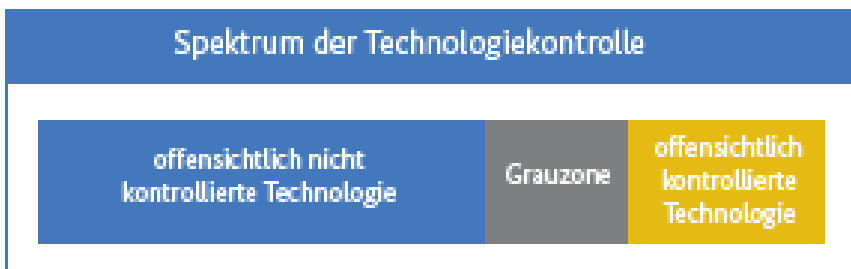 Spektrum der Technologiekontrolle
offensichtlich nicht
kontrollierte Technologie
Grauzone
offensichtlich
kontrollierte
Technologie